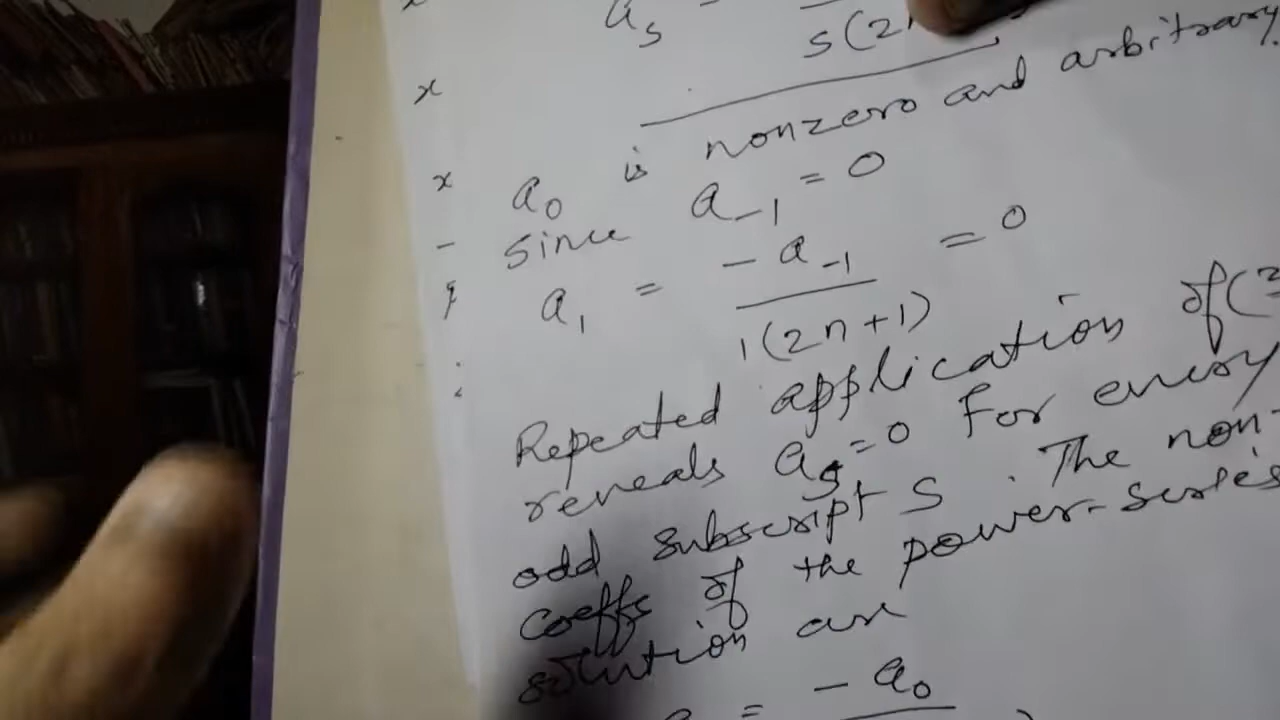 a_s = s(2
a_0 is nonzero and arbitrary.
Since a_{-1} = 0
a_1 = -a_{-1} / 1(2n+1) = 0
Repeated application of (2
reveals a_s = 0 For every
odd subscript s. The non-
coeffs of the power-series
solution are
= -a_0